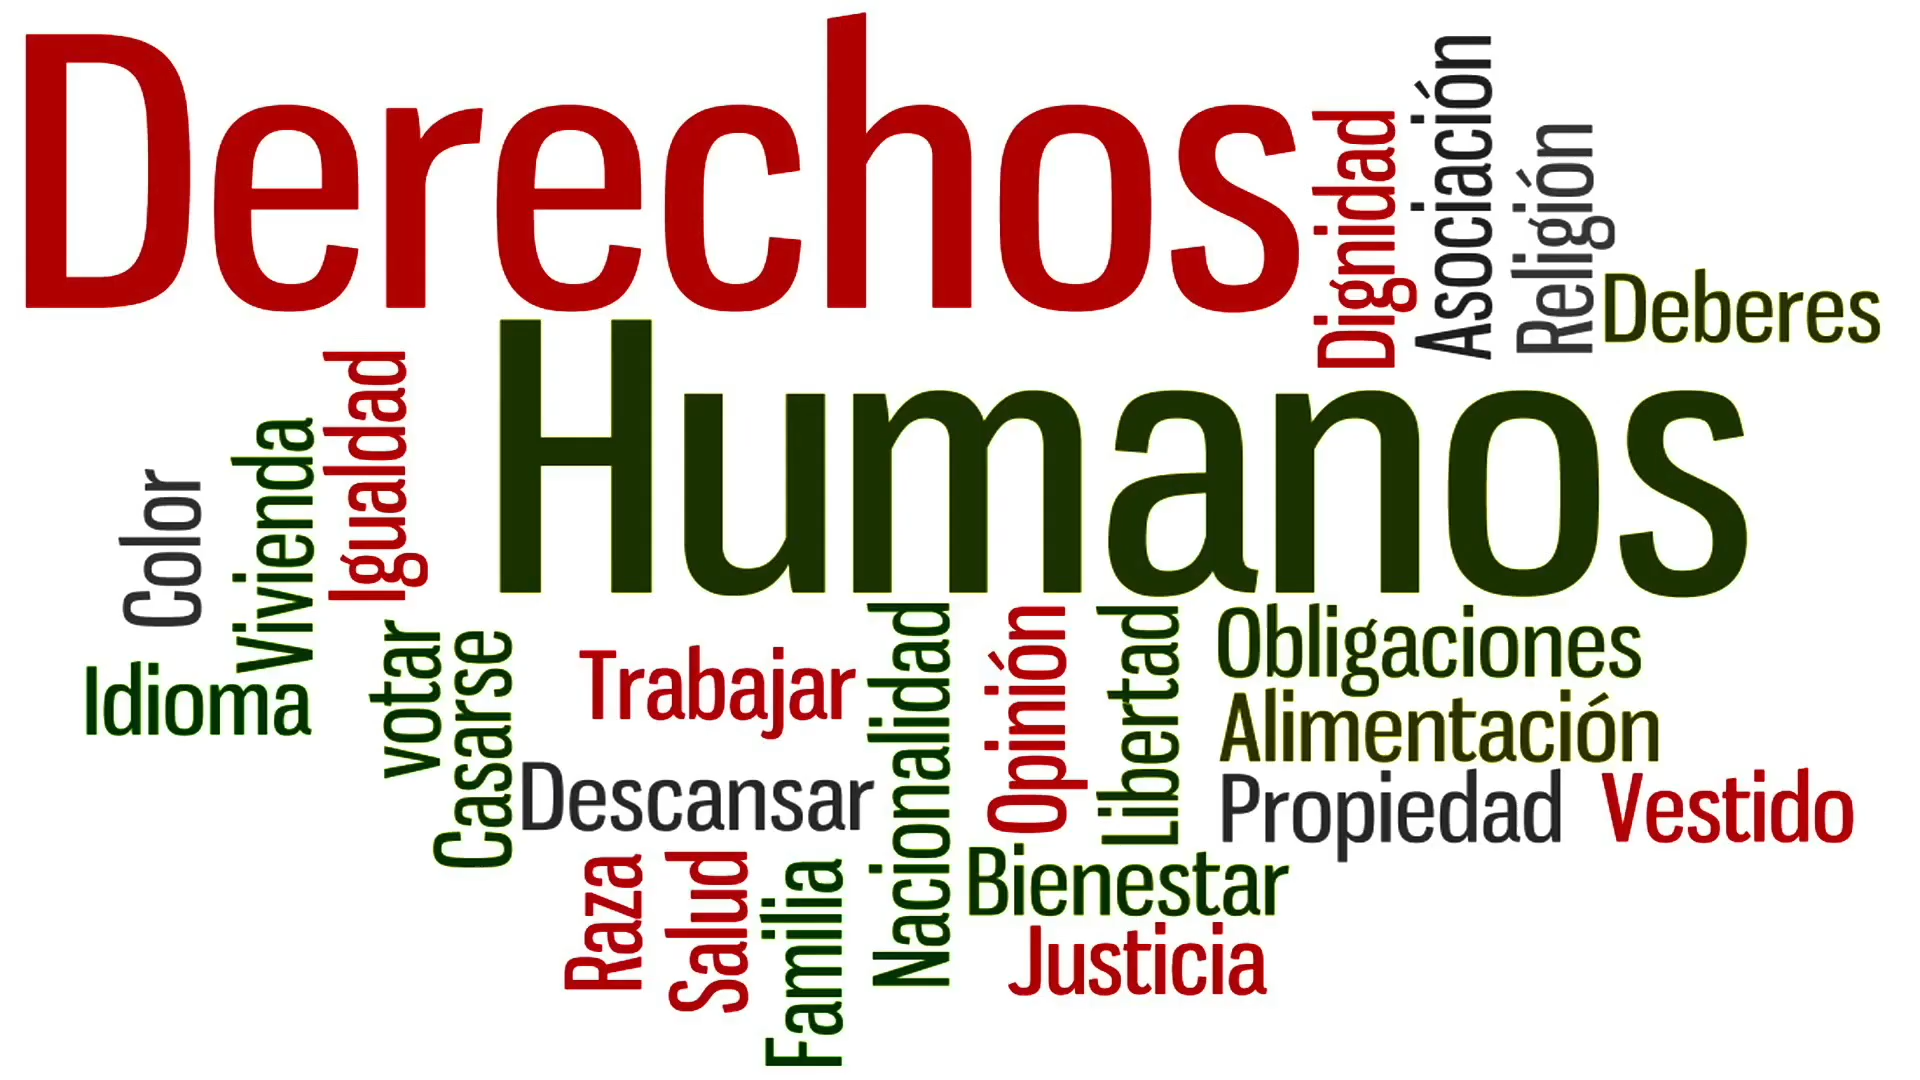 Derechos
Dignidad
Asociación
Religión
Deberes
Humanos
Igualdad
Vivienda
Color
Idioma
votar
Casarse
Trabajar
Descansar
Nacionalidad
Opinión
Libertad
Obligaciones
Alimentación
Propiedad
Vestido
Raza
Salud
Familia
Bienestar
Justicia